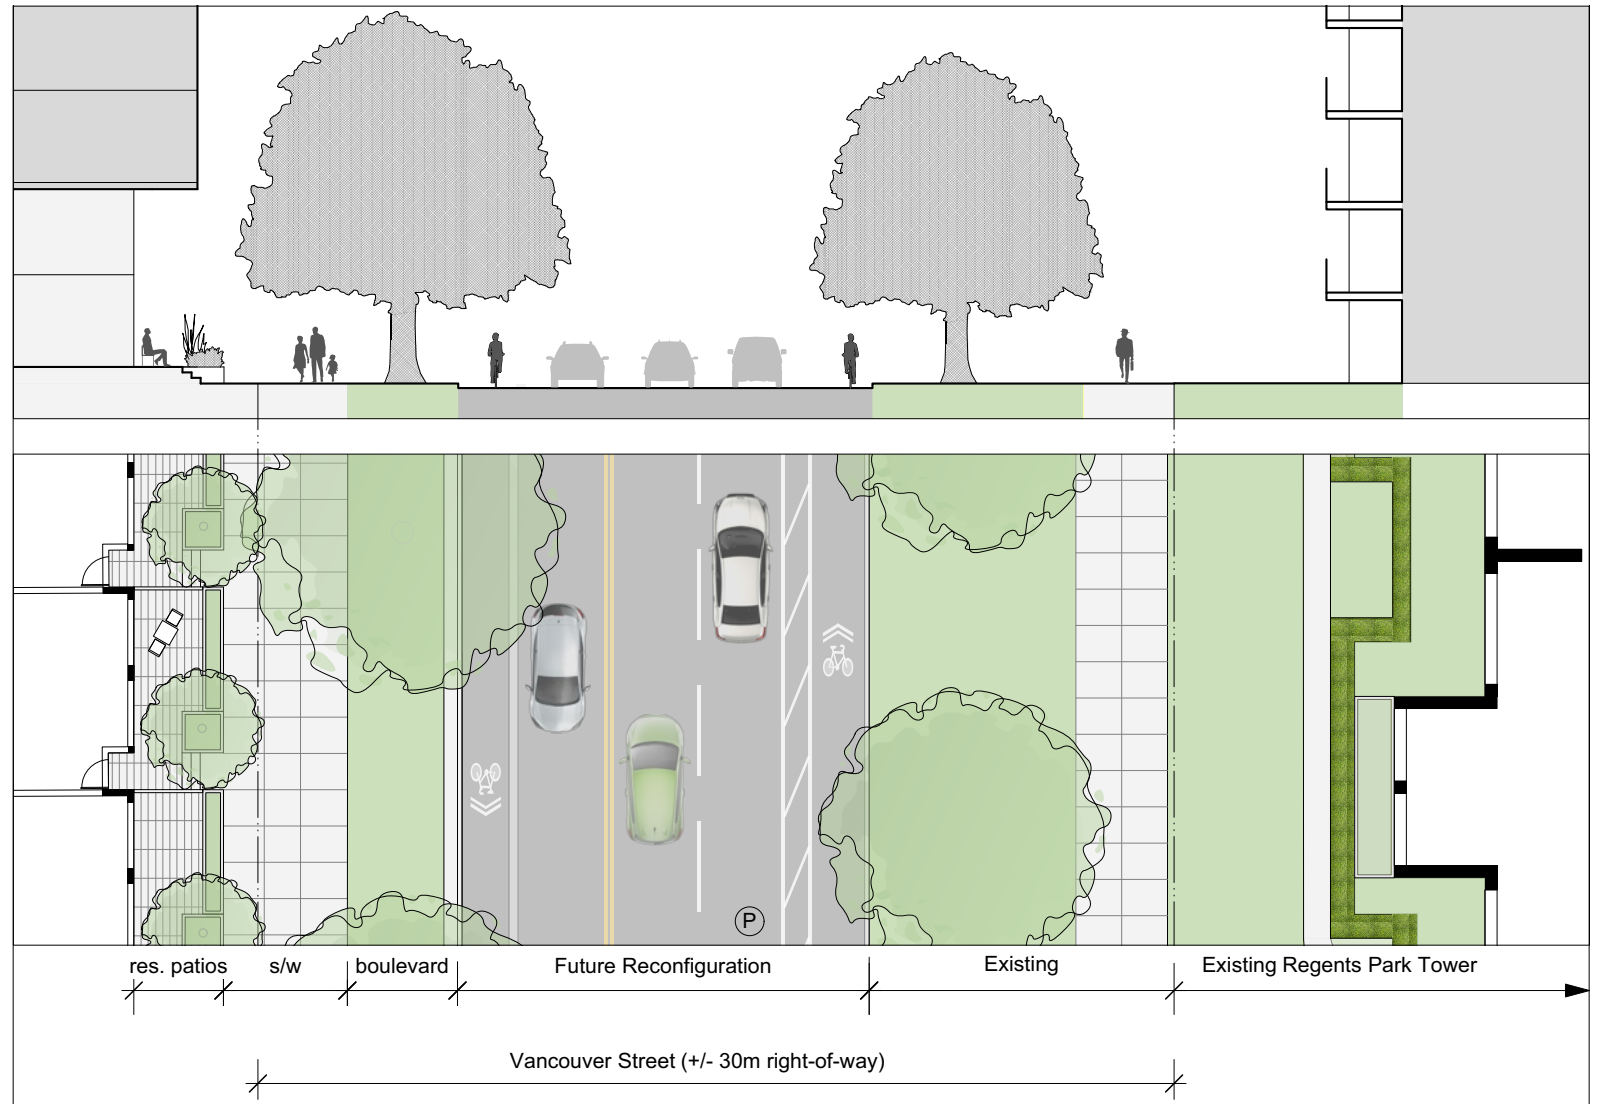 P
res. patios
s/w
boulevard
Future Reconfiguration
Existing
Existing Regents Park Tower
Vancouver Street (+/- 30m right-of-way)